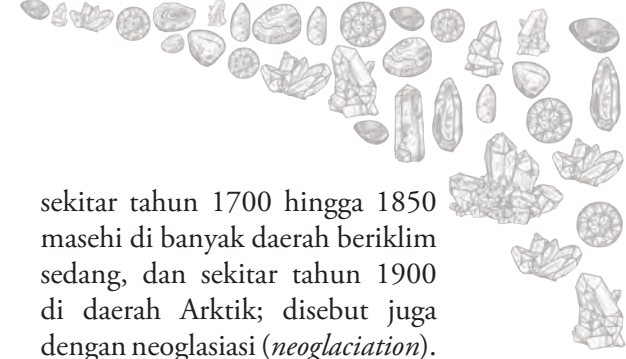 sekitar tahun 1700 hingga 1850
masehi di banyak daerah beriklim
sedang, dan sekitar tahun 1900
di daerah Arktik; disebut juga
dengan neoglasiasi (neoglaciation).